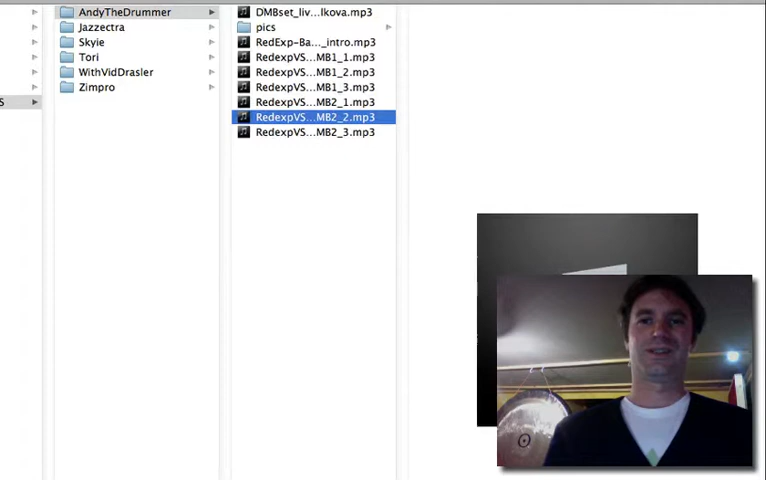 S
AndyTheDrummer
Jazzectra
Skyie
Tori
WithVidDrasler
Zimpro
DMBset_liv...lkova.mp3
pics
RedExp-Ba..._intro.mp3
RedexpVS...MB1_1.mp3
RedexpVS...MB1_2.mp3
RedexpVS...MB1_3.mp3
RedexpVS...MB2_1.mp3
RedexpVS...MB2_2.mp3
RedexpVS...MB2_3.mp3